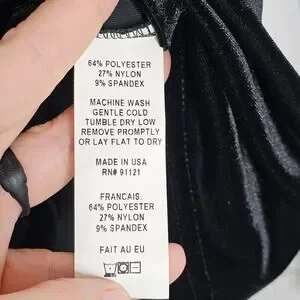 64% POLYESTER
27% NYLON
9% SPANDEX
MACHINE WASH
GENTLE COLD
TUMBLE DRY LOW
REMOVE PROMPTLY
OR LAY FLAT TO DRY
MADE IN USA
RN# 91121
FRANCAIS:
64% POLYESTER
27% NYLON
9% SPANDEX
FAIT AU EU